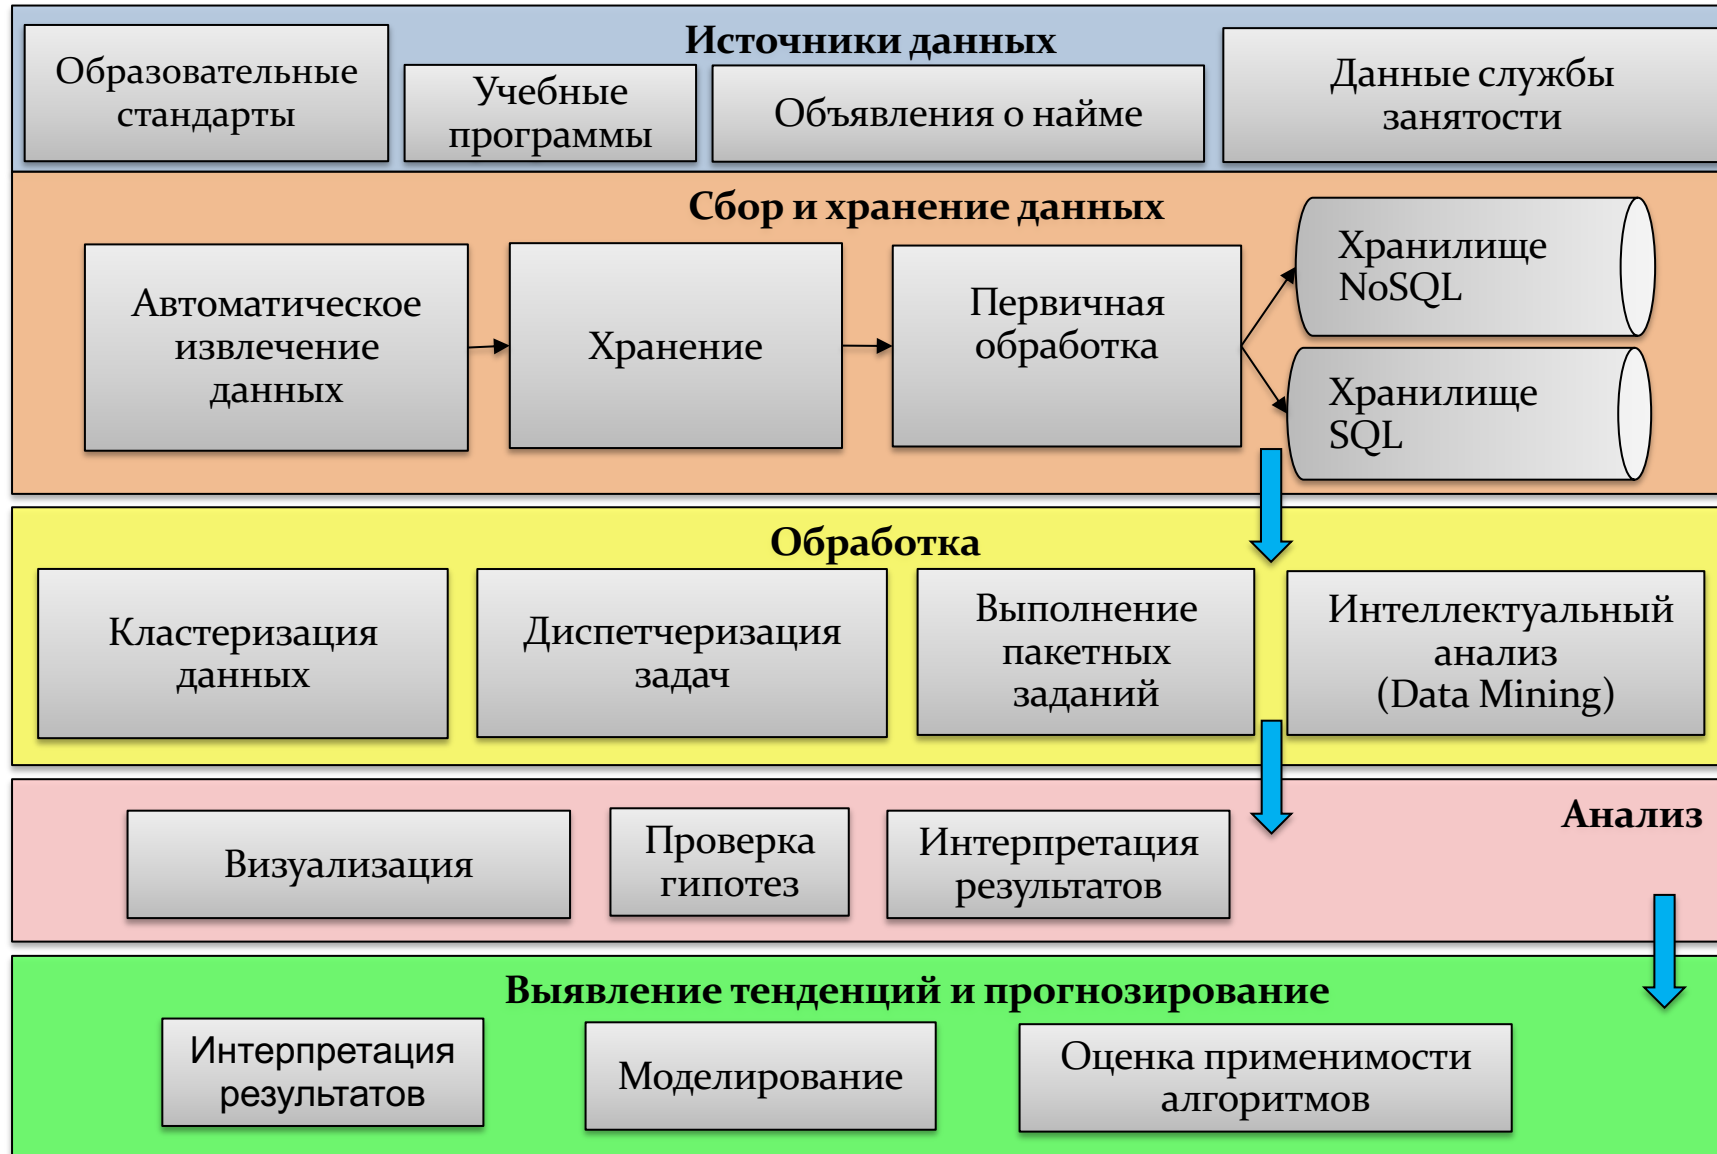 Источники данных
Образовательные
стандарты
Учебные
программы
Объявления о найме
Данные службы
занятости
Сбор и хранение данных
Автоматическое
извлечение
данных
Хранение
Первичная
обработка
Хранилище
NoSQL
Хранилище
SQL
Обработка
Кластеризация
данных
Диспетчеризация
задач
Выполнение
пакетных
заданий
Интеллектуальный
анализ
(Data Mining)
Анализ
Визуализация
Проверка
гипотез
Интерпретация
результатов
Выявление тенденций и прогнозирование
Интерпретация
результатов
Моделирование
Оценка применимости
алгоритмов